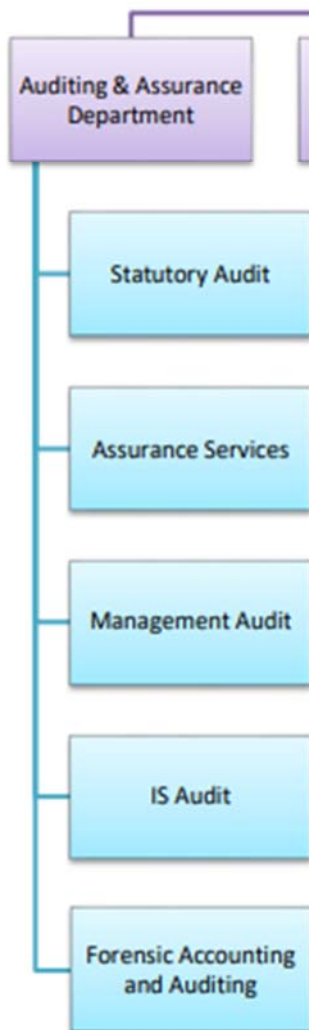 Auditing & Assurance
Department
Statutory Audit
Assurance Services
Management Audit
IS Audit
Forensic Accounting
and Auditing